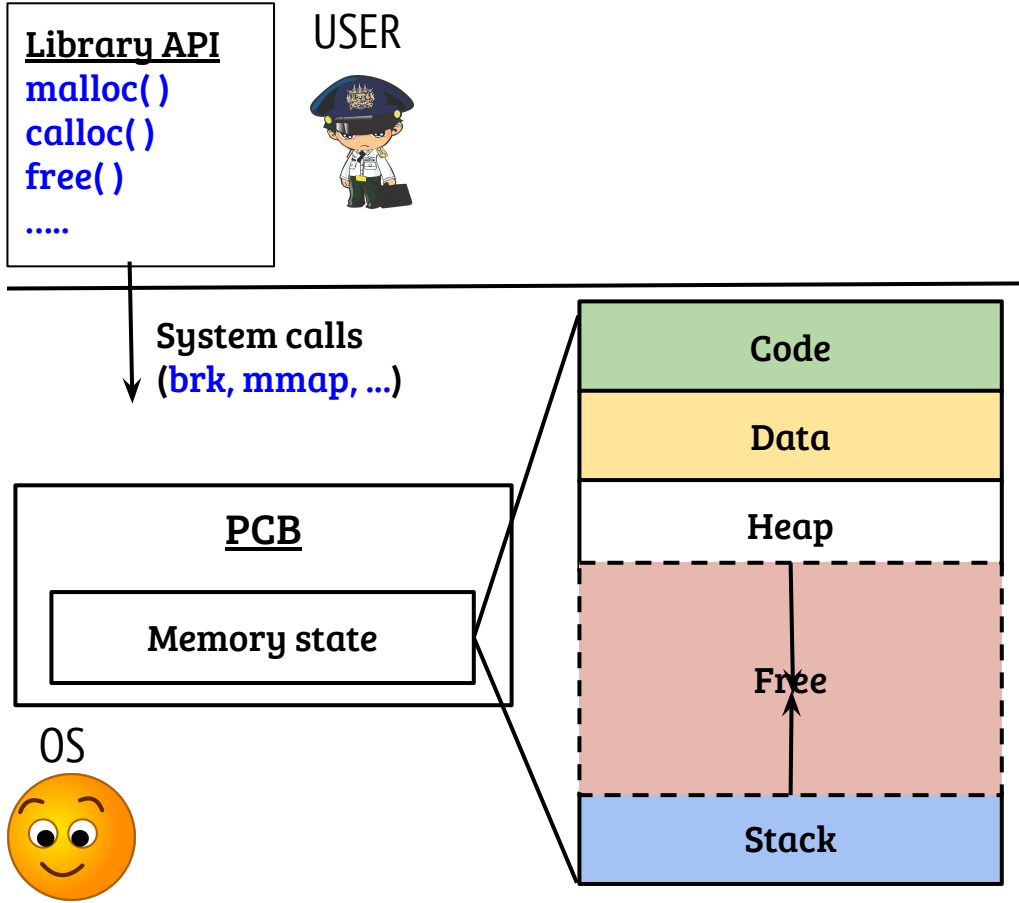 Library API
malloc( )
calloc( )
free( )
.....
USER
System calls
(brk, mmap, ...)
PCB
Memory state
OS
Code
Data
Heap
Free
Stack